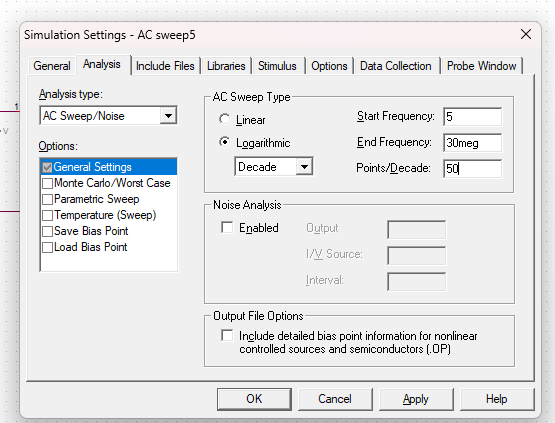 Simulation Settings - AC sweep5
General Analysis Include Files Libraries Stimulus Options Data Collection Probe Window
Analysis type:
AC Sweep/Noise
Options:
General Settings
Monte Carlo/Worst Case
Parametric Sweep
Temperature (Sweep)
Save Bias Point
Load Bias Point
AC Sweep Type
Linear
Logarithmic
Decade
Start Frequency: 5
End Frequency: 30meg
Points/Decade: 50
Noise Analysis
Enabled
Output
I/V Source:
Interval:
Output File Options
Include detailed bias point information for nonlinear
controlled sources and semiconductors (.OP)
OK Cancel Apply Help
1
v